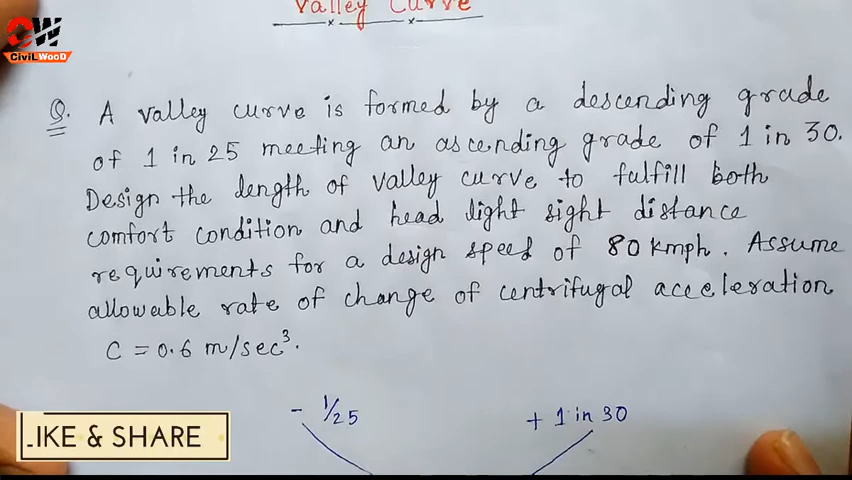 Valley Curve
CW
CiviLWooD
Q. A valley curve is formed by a descending grade
of 1 in 25 meeting an ascending grade of 1 in 30.
Design the length of valley curve to fulfill both
comfort condition and head light sight distance
requirements for a design speed of 80 kmph. Assume
allowable rate of change of centrifugal acceleration
C = 0.6 m/sec³.
- 1/25
+ 1 in 30
IKE & SHARE